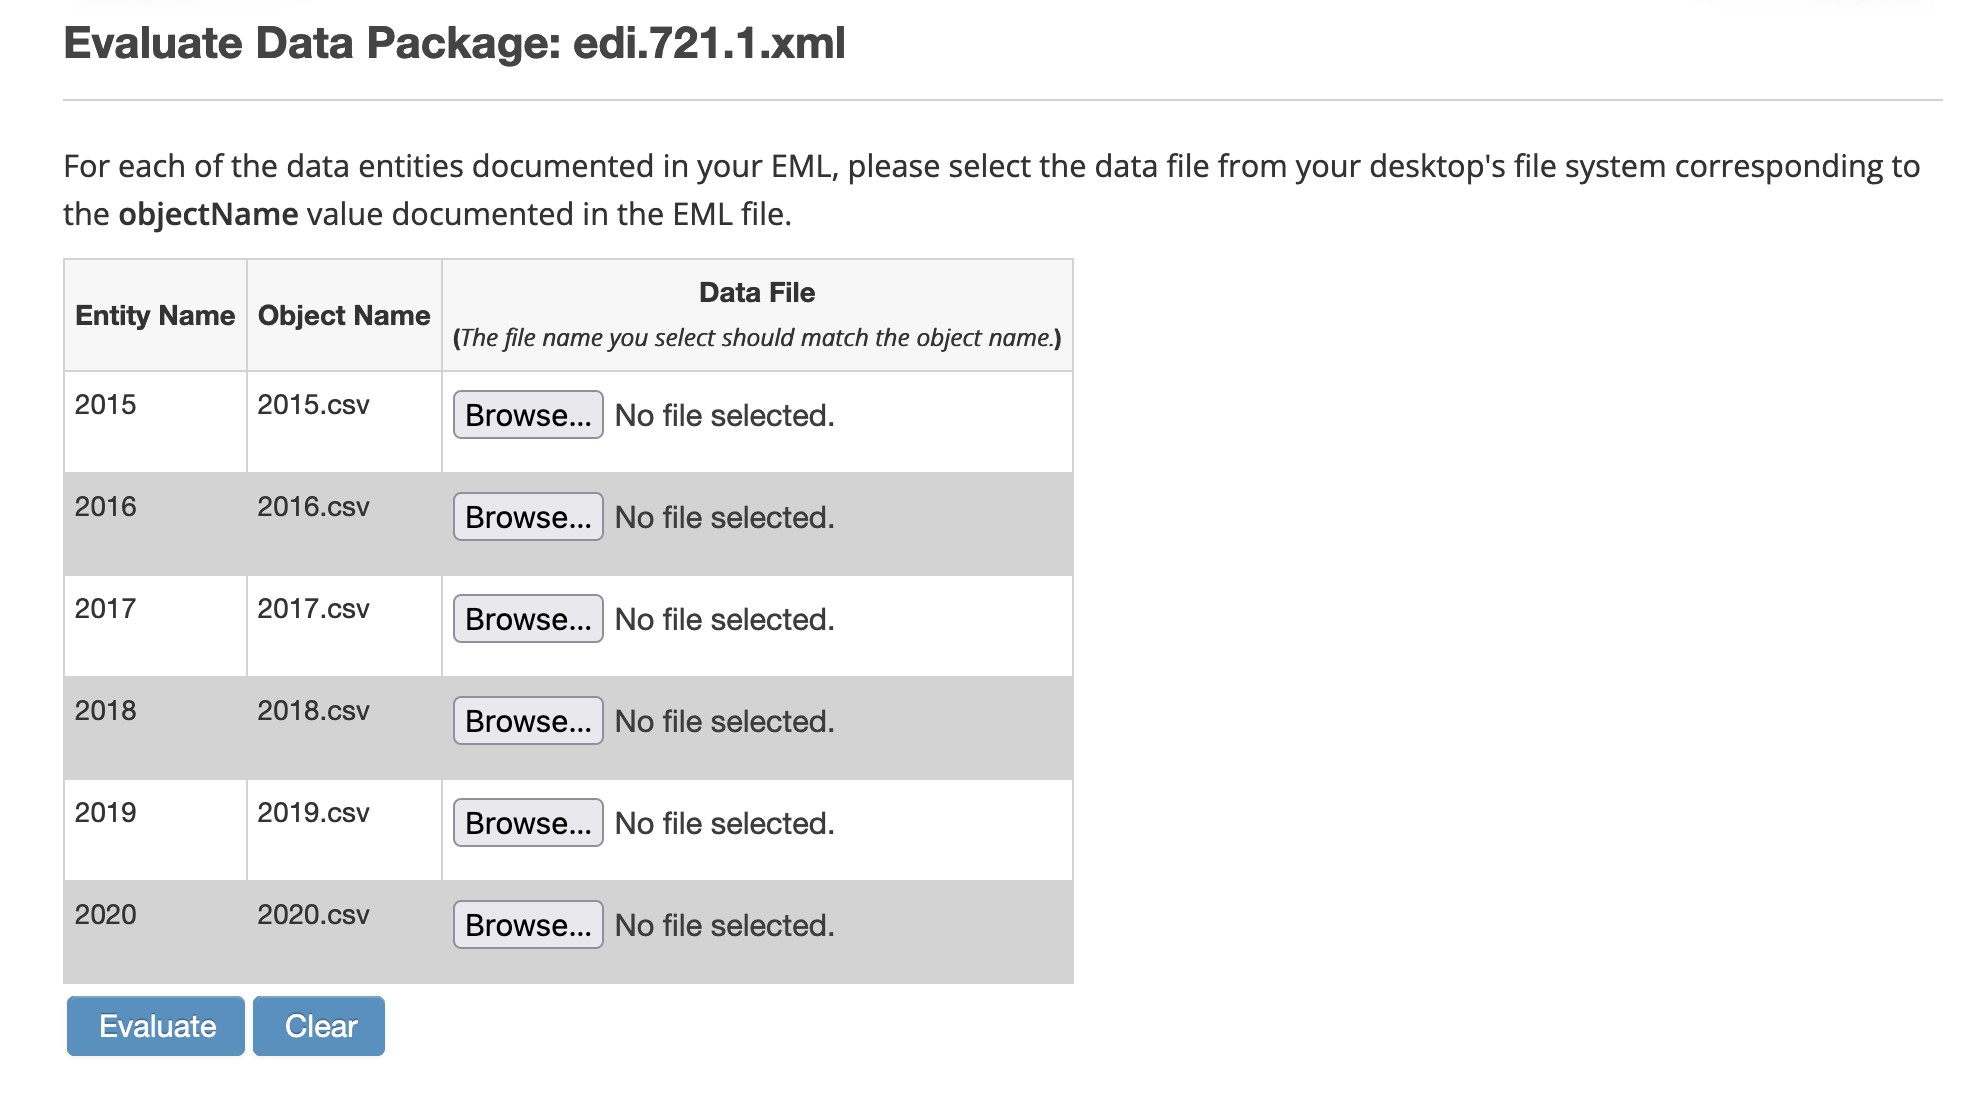 Evaluate Data Package: edi.721.1.xml
For each of the data entities documented in your EML, please select the data file from your desktop's file system corresponding to
the objectName value documented in the EML file.
Entity Name Object Name Data File
(The file name you select should match the object name.)
2015 2015.csv Browse... No file selected.
2016 2016.csv Browse... No file selected.
2017 2017.csv Browse... No file selected.
2018 2018.csv Browse... No file selected.
2019 2019.csv Browse... No file selected.
2020 2020.csv Browse... No file selected.
Evaluate Clear